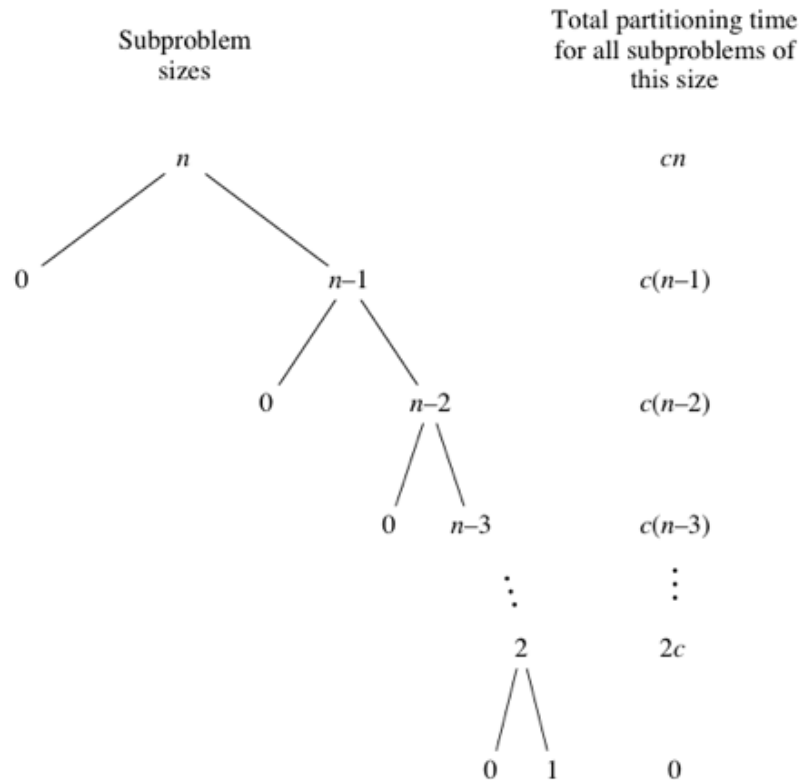 Subproblem
sizes
Total partitioning time
for all subproblems of
this size
n cn
0 n–1 c(n–1)
0 n–2 c(n–2)
0 n–3 c(n–3)
⋱ ⋮
2 2c
0 1 0